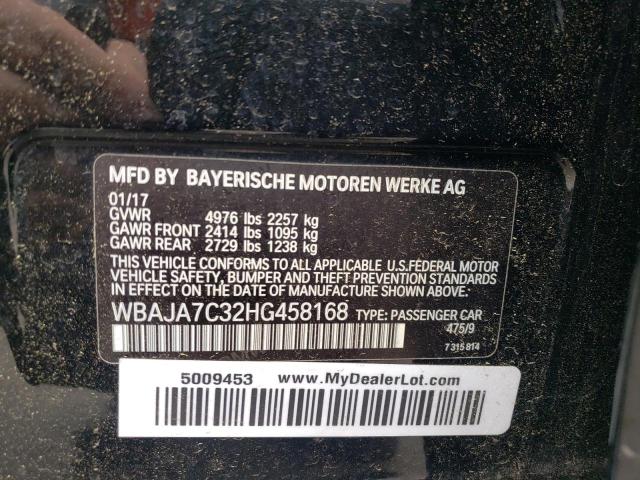 MFD BY BAYERISCHE MOTOREN WERKE AG
01/17
GVWR 4976 lbs 2257 kg
GAWR FRONT 2414 lbs 1095 kg
GAWR REAR 2729 lbs 1238 kg
THIS VEHICLE CONFORMS TO ALL APPLICABLE U.S.FEDERAL MOTOR
VEHICLE SAFETY, BUMPER AND THEFT PREVENTION STANDARDS
IN EFFECT ON THE DATE OF MANUFACTURE SHOWN ABOVE.
WBAJA7C32HG458168 TYPE: PASSENGER CAR
475/9
7 315 814
5009453 www.MyDealerLot.com